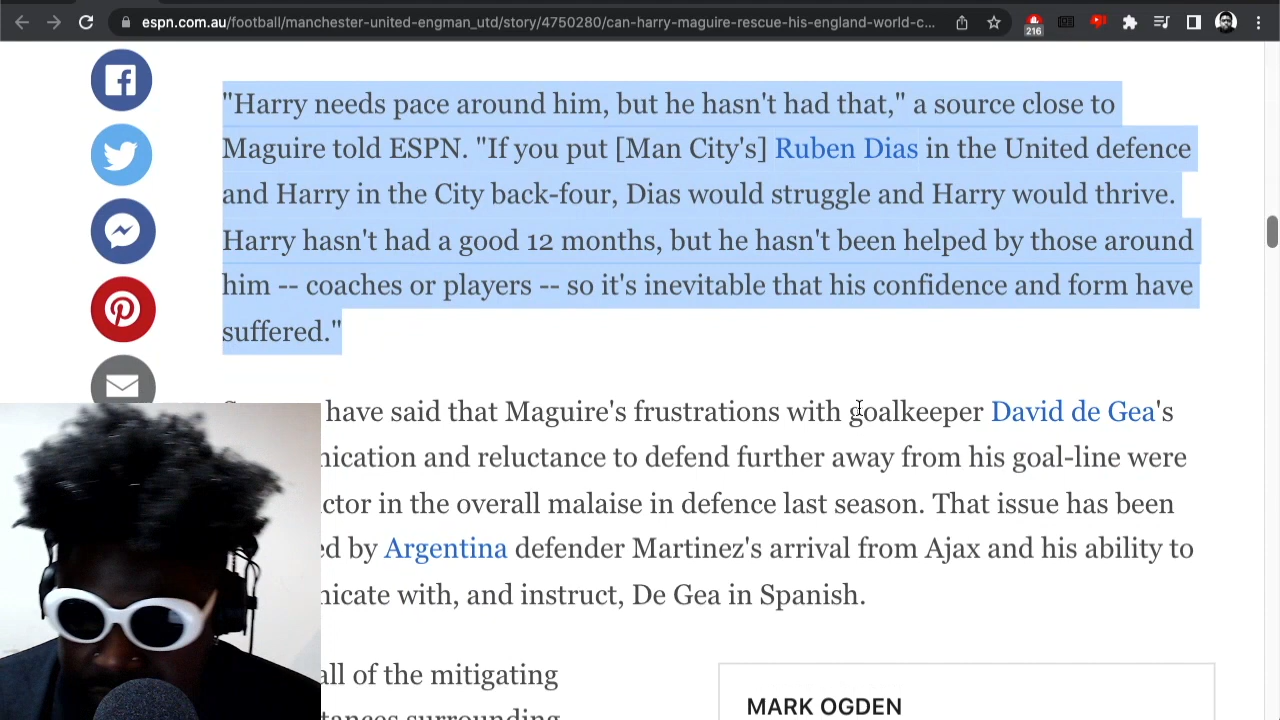 espn.com.au/football/manchester-united-engman_utd/story/4750280/can-harry-maguire-rescue-his-england-world-c...
216
"Harry needs pace around him, but he hasn't had that," a source close to
Maguire told ESPN. "If you put [Man City's] Ruben Dias in the United defence
and Harry in the City back-four, Dias would struggle and Harry would thrive.
Harry hasn't had a good 12 months, but he hasn't been helped by those around
him -- coaches or players -- so it's inevitable that his confidence and form have
suffered."
have said that Maguire's frustrations with goalkeeper David de Gea's
and reluctance to defend further away from his goal-line were
in the overall malaise in defence last season. That issue has been
by Argentina defender Martinez's arrival from Ajax and his ability to
with, and instruct, De Gea in Spanish.
all of the mitigating
surrounding
MARK OGDEN